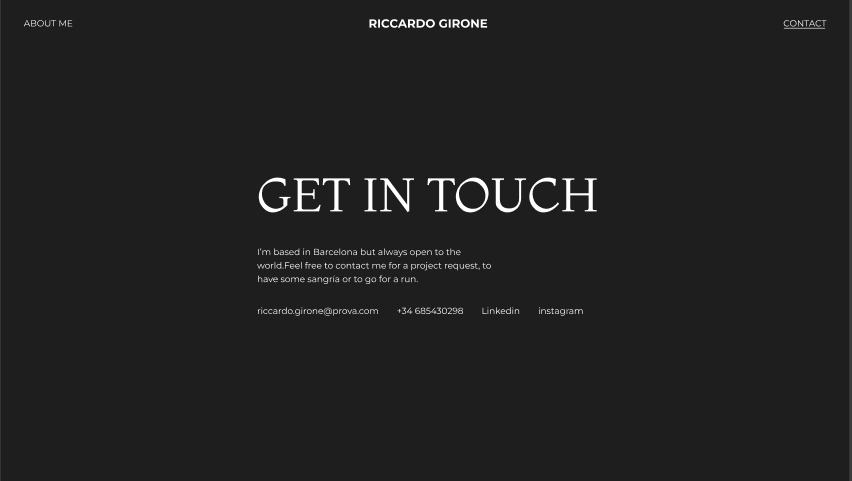 ABOUT ME
RICCARDO GIRONE
CONTACT
GET IN TOUCH
I'm based in Barcelona but always open to the
world.Feel free to contact me for a project request, to
have some sangría or to go for a run.
riccardo.girone@prova.com +34 685430298 Linkedin instagram